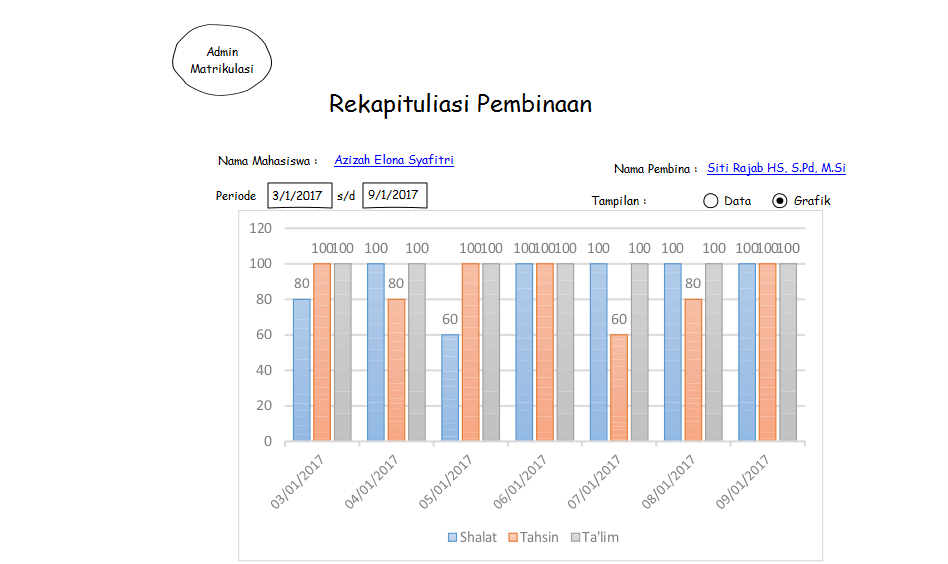 Admin
Matrikulasi
Rekapituliasi Pembinaan
Nama Mahasiswa : Azizah Elona Syafitri
Nama Pembina : Siti Rajab HS, S.Pd, M.Si
Periode 3/1/2017 s/d 9/1/2017
Tampilan : Data Grafik
120
100 100 100 100 100 100 100 100 100 100 100 100 100 100 100 100
100
80 80 80
80
60 60
60
40
20
0
03/01/2017 04/01/2017 05/01/2017 06/01/2017 07/01/2017 08/01/2017 09/01/2017
Shalat Tahsin Ta'lim